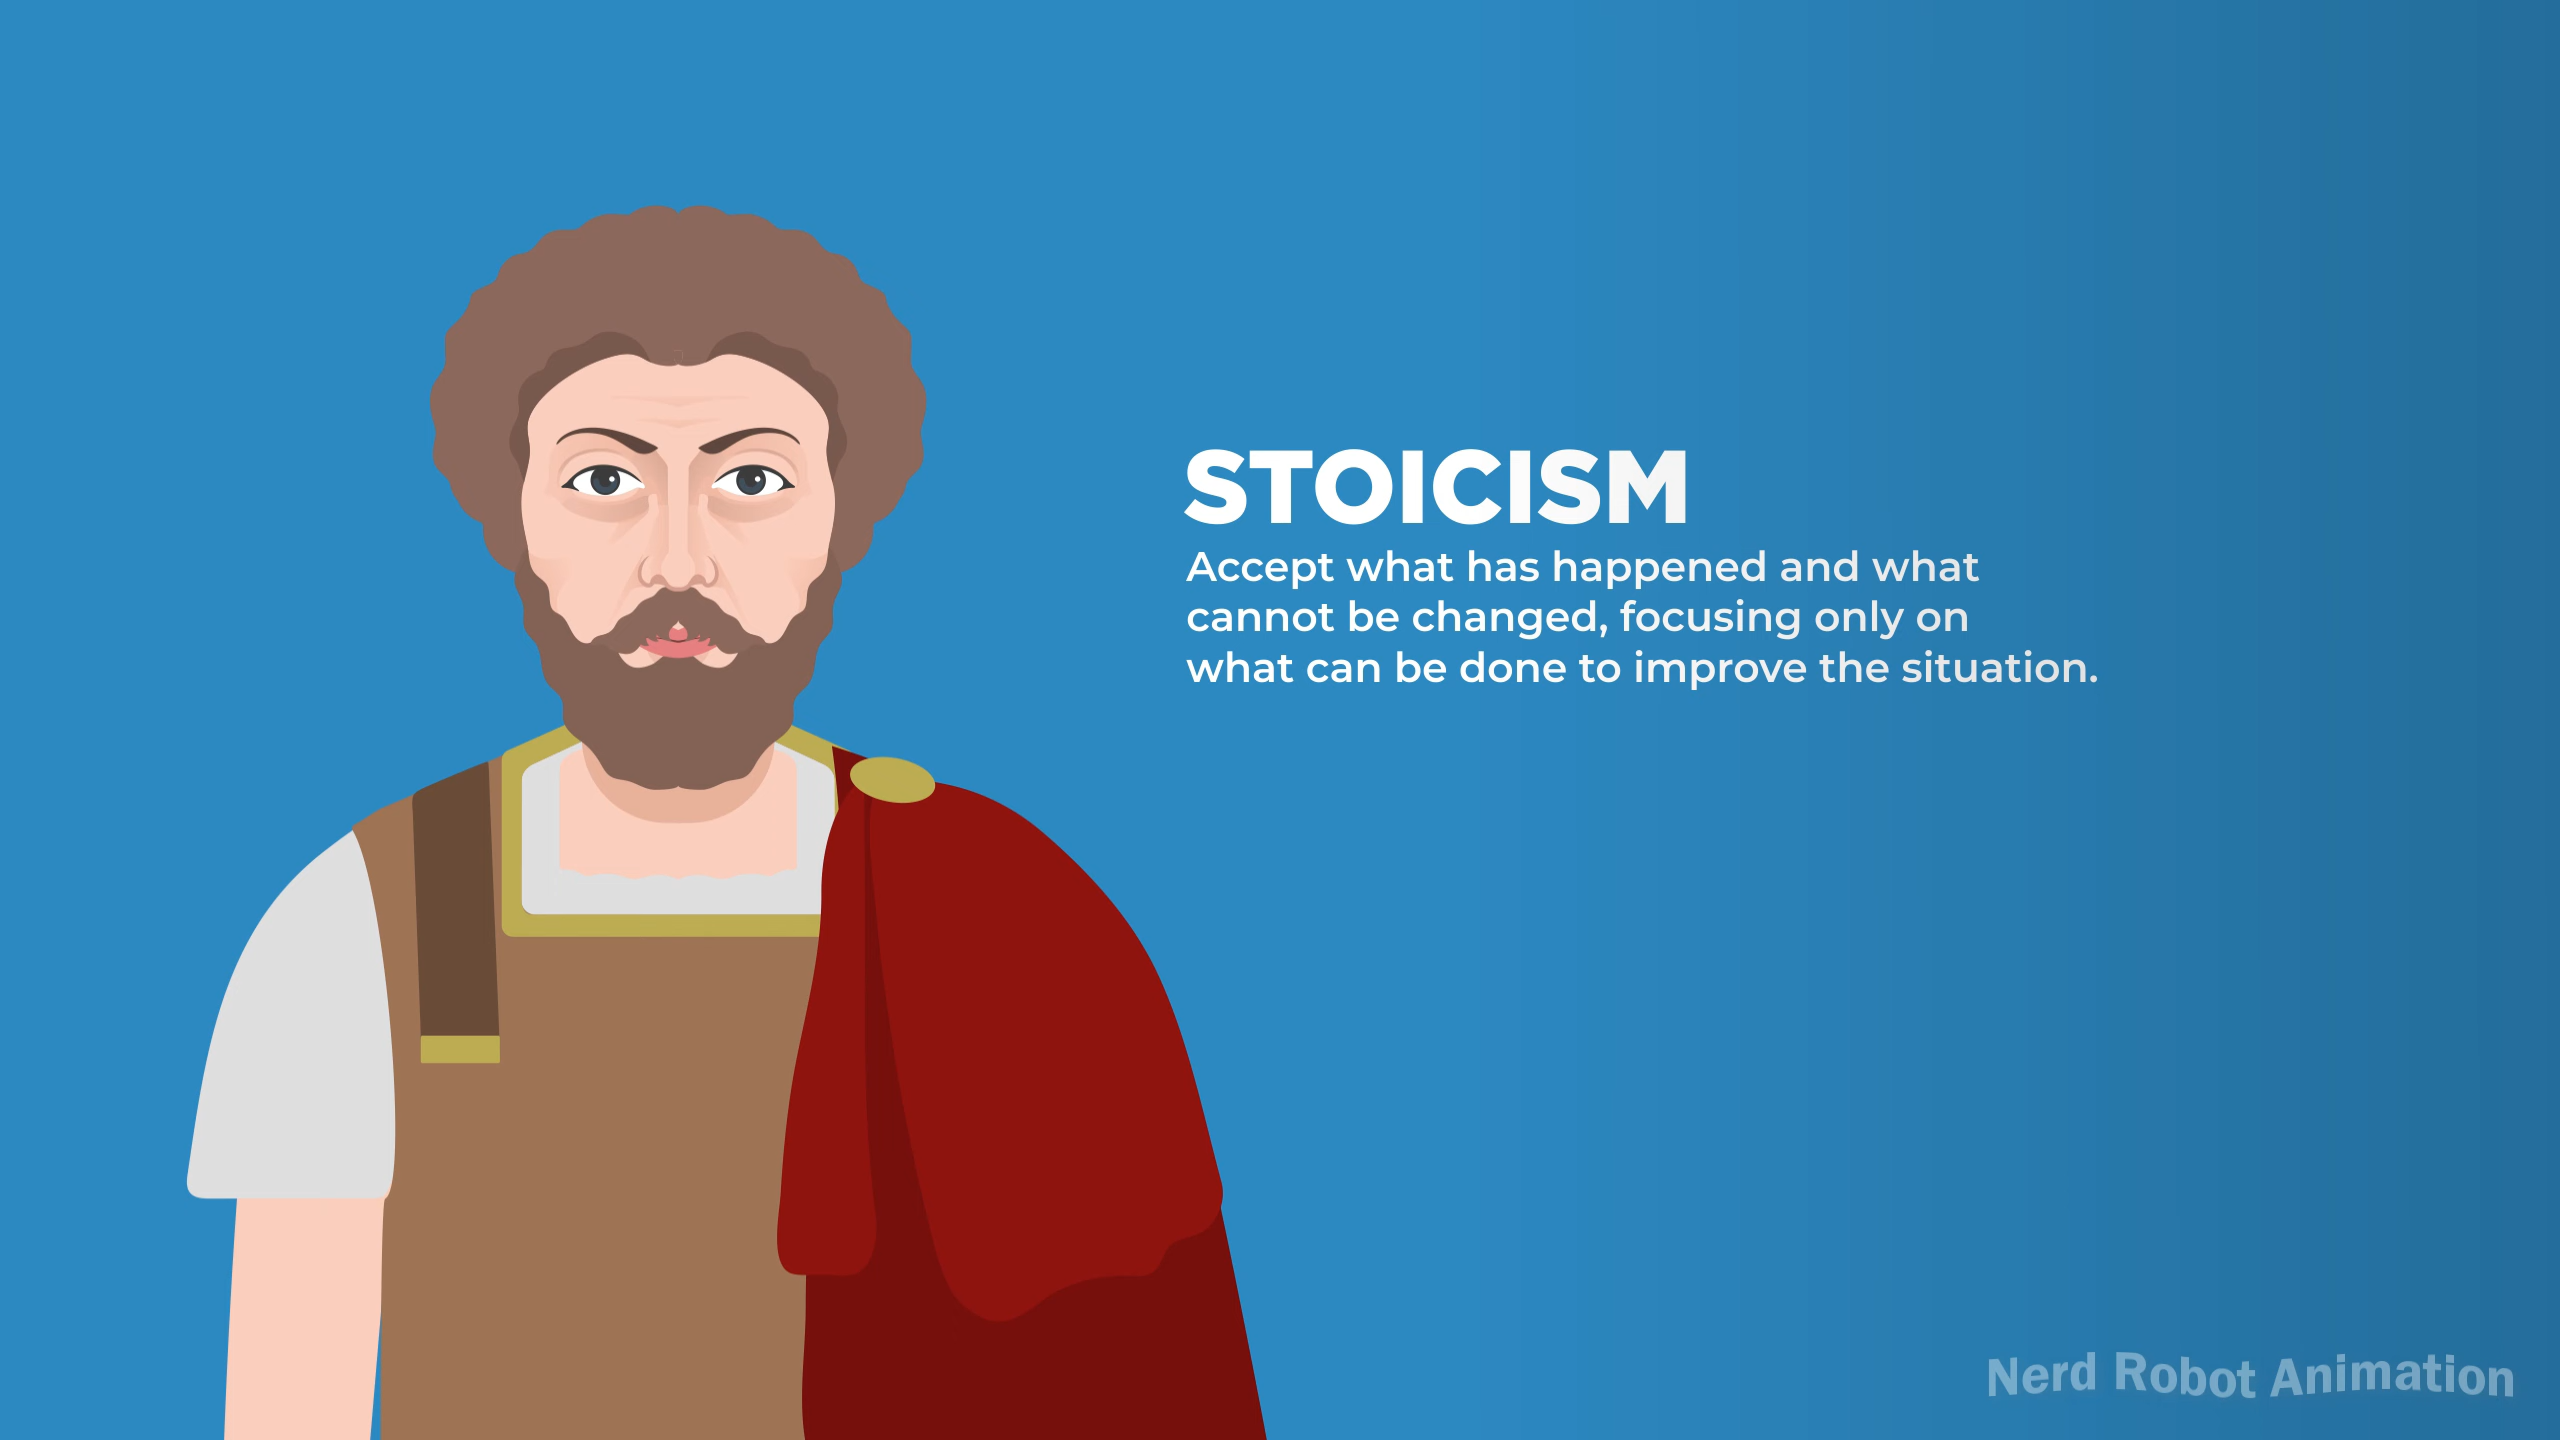 STOICISM
Accept what has happened and what
cannot be changed, focusing only on
what can be done to improve the situation.
Nerd Robot Animation